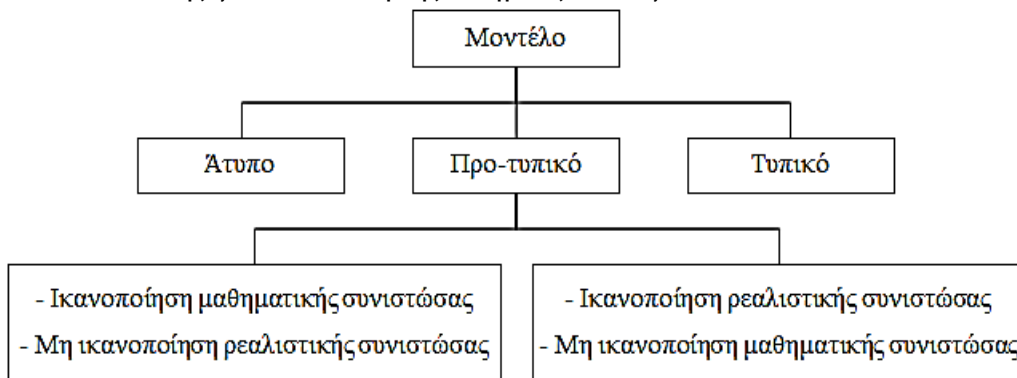 Μοντέλο
Άτυπο
Προ-τυπικό
Τυπικό
- Ικανοποίηση μαθηματικής συνιστώσας
- Μη ικανοποίηση ρεαλιστικής συνιστώσας
- Ικανοποίηση ρεαλιστικής συνιστώσας
- Μη ικανοποίηση μαθηματικής συνιστώσας